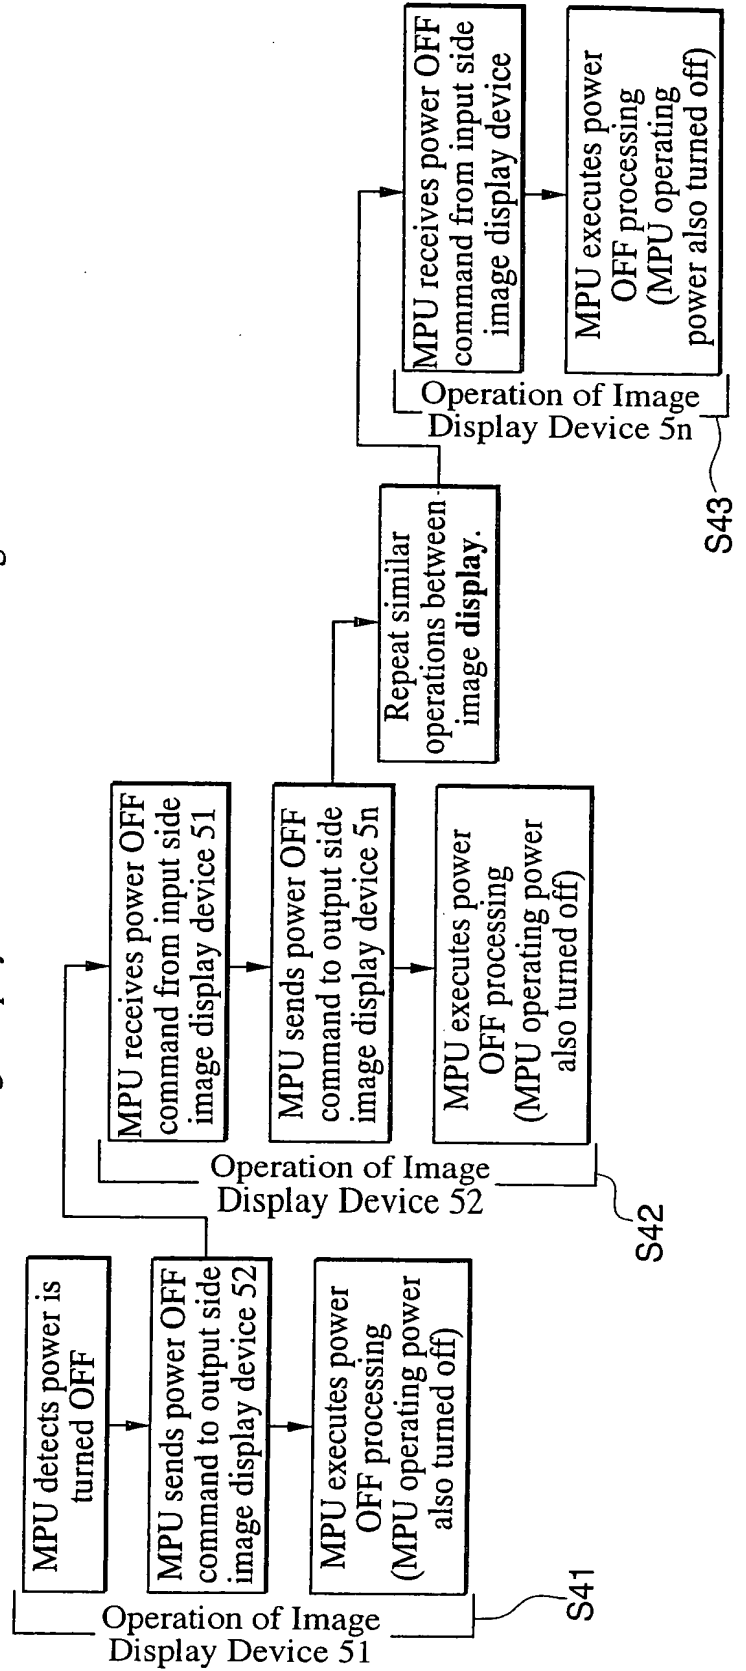 Operation of Image
Display Device 51
S41
MPU detects power is
turned OFF
MPU sends power OFF
command to output side
image display device 52
MPU executes power
OFF processing
(MPU operating power
also turned off)
Operation of Image
Display Device 52
S42
MPU receives power OFF
command from input side
image display device 51
MPU sends power OFF
command to output side
image display device 5n
MPU executes power
OFF processing
(MPU operating power
also turned off)
Repeat similar
operations between
image display.
Operation of Image
Display Device 5n
S43
MPU receives power OFF
command from input side
image display device
MPU executes power
OFF processing
(MPU operating
power also turned off)